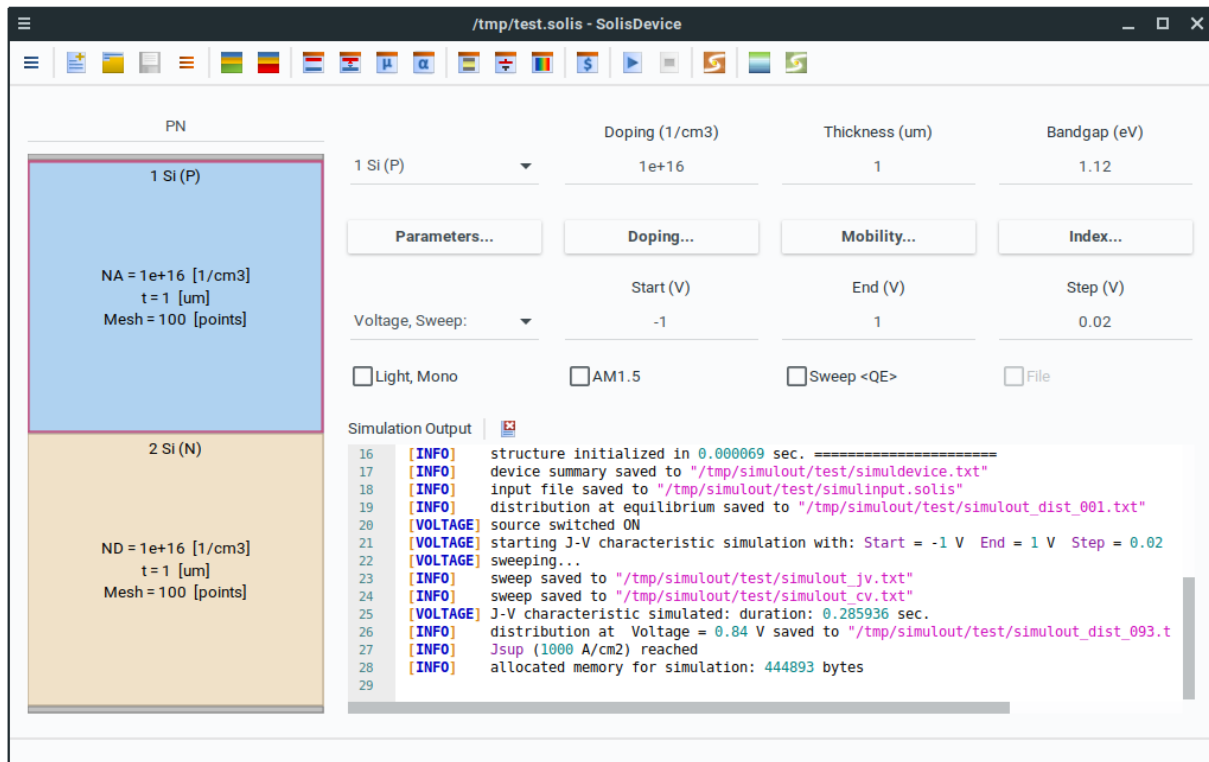 /tmp/test.solis - SolisDevice
µ α $
PN
1 Si (P)
NA = 1e+16 [1/cm3]
t = 1 [um]
Mesh = 100 [points]
2 Si (N)
ND = 1e+16 [1/cm3]
t = 1 [um]
Mesh = 100 [points]
Doping (1/cm3) Thickness (um) Bandgap (eV)
1 Si (P) 1e+16 1 1.12
Parameters... Doping... Mobility... Index...
Start (V) End (V) Step (V)
Voltage, Sweep: -1 1 0.02
Light, Mono AM1.5 Sweep <QE> File
Simulation Output
16 [INFO] structure initialized in 0.000069 sec. ======================
17 [INFO] device summary saved to "/tmp/simulout/test/simuldevice.txt"
18 [INFO] input file saved to "/tmp/simulout/test/simulinput.solis"
19 [INFO] distribution at equilibrium saved to "/tmp/simulout/test/simulout_dist_001.txt"
20 [VOLTAGE] source switched ON
21 [VOLTAGE] starting J-V characteristic simulation with: Start = -1 V End = 1 V Step = 0.02
22 [VOLTAGE] sweeping...
23 [INFO] sweep saved to "/tmp/simulout/test/simulout_jv.txt"
24 [INFO] sweep saved to "/tmp/simulout/test/simulout_cv.txt"
25 [VOLTAGE] J-V characteristic simulated: duration: 0.285936 sec.
26 [INFO] distribution at Voltage = 0.84 V saved to "/tmp/simulout/test/simulout_dist_093.t
27 [INFO] Jsup (1000 A/cm2) reached
28 [INFO] allocated memory for simulation: 444893 bytes
29